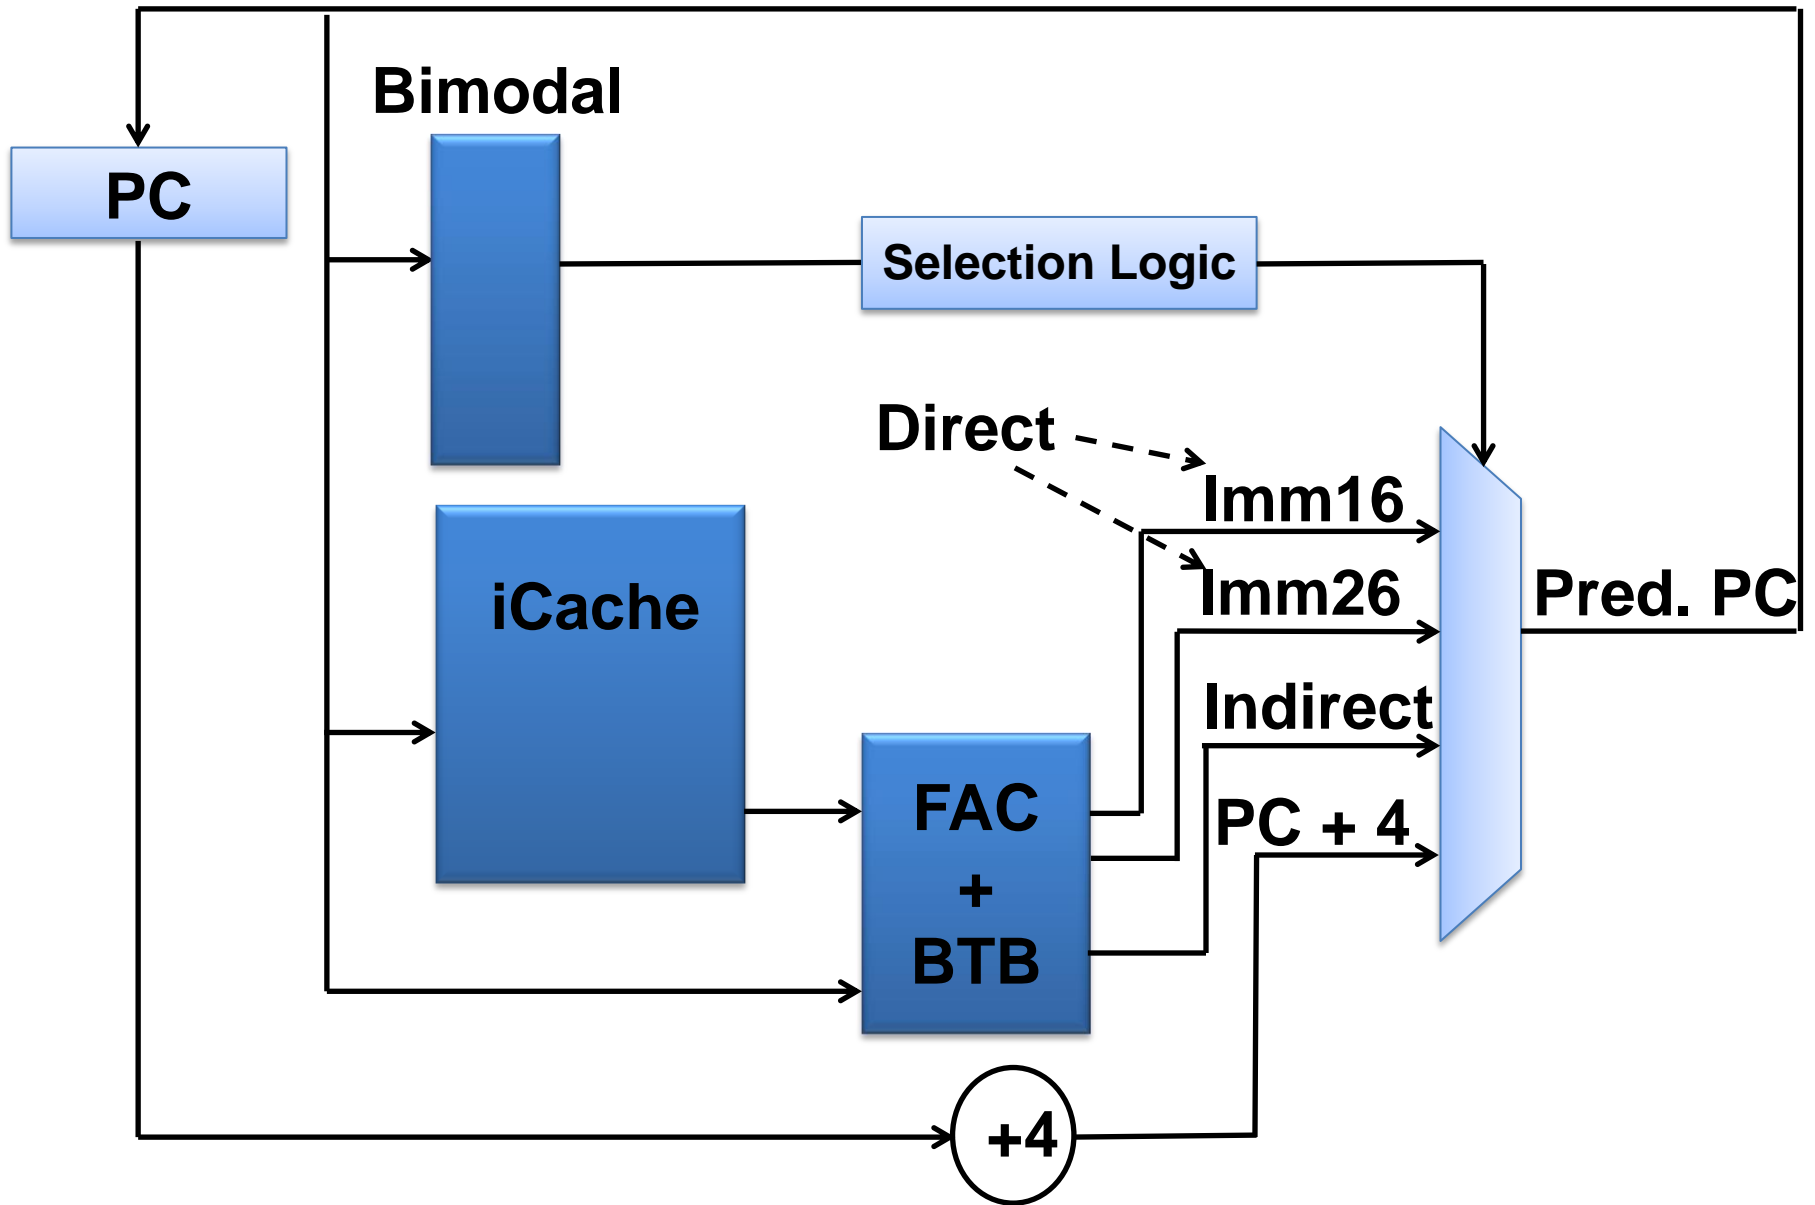 Bimodal
PC
Selection Logic
Direct
Imm16
iCache
Imm26
Pred. PC
Indirect
FAC
+
BTB
PC + 4
+4